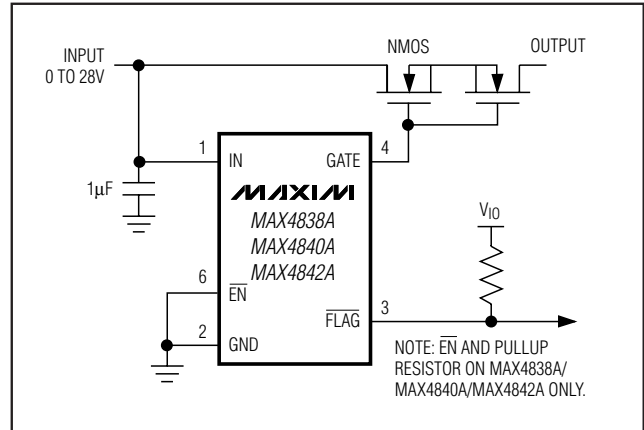 INPUT
0 TO 28V
NMOS
OUTPUT
1
IN
GATE
4
1μF
MAXIM
MAX4838A
MAX4840A
MAX4842A
V_IO
6
EN
2
GND
FLAG
3
NOTE: EN AND PULLUP
RESISTOR ON MAX4838A/
MAX4840A/MAX4842A ONLY.